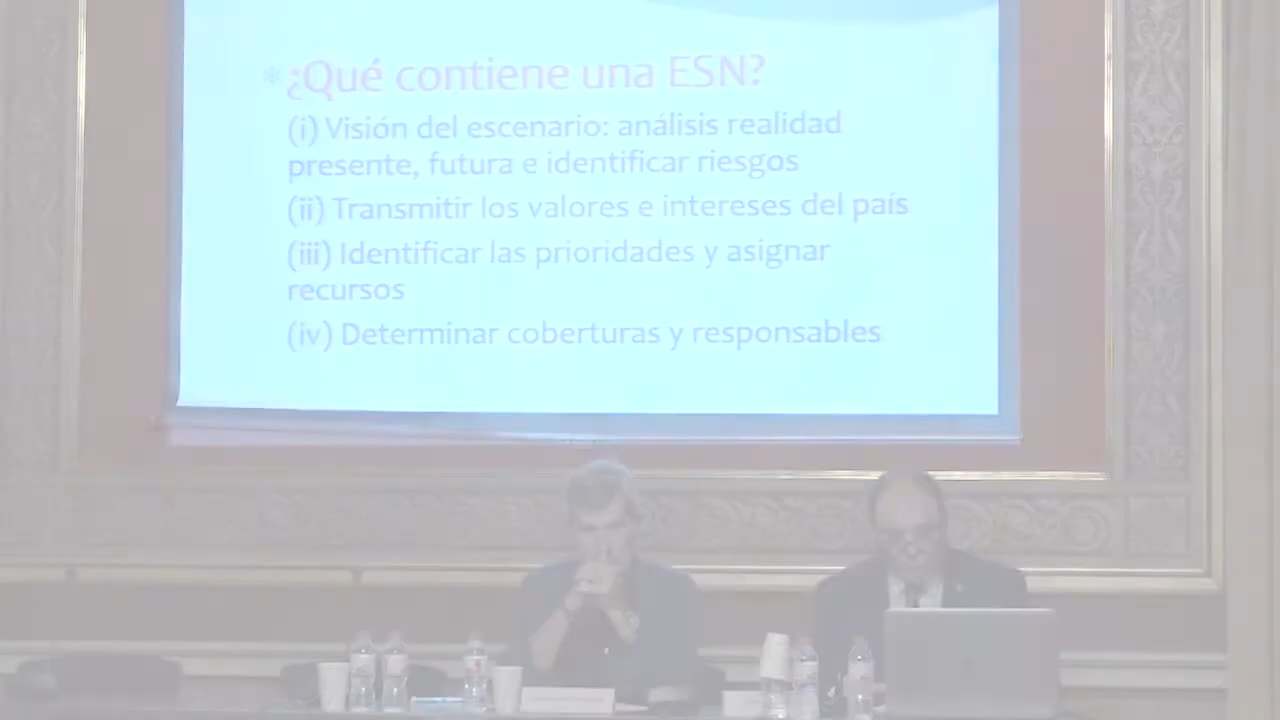 * ¿Qué contiene una ESN?
(i) Visión del escenario: análisis realidad
presente, futura e identificar riesgos
(ii) Transmitir los valores e intereses del país
(iii) Identificar las prioridades y asignar
recursos
(iv) Determinar coberturas y responsables